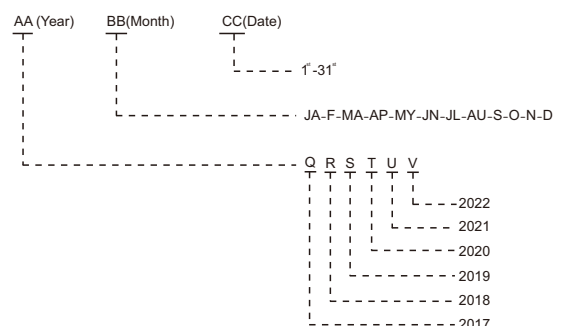 AA (Year) BB(Month) CC(Date)
1st-31st
JA-F-MA-AP-MY-JN-JL-AU-S-O-N-D
Q R S T U V
2022
2021
2020
2019
2018
2017